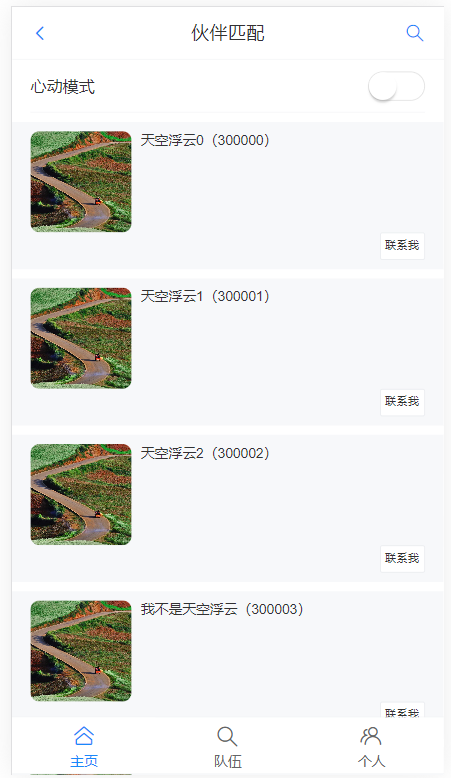 伙伴匹配
心动模式
天空浮云0（300000）
联系我
天空浮云1（300001）
联系我
天空浮云2（300002）
联系我
我不是天空浮云（300003）
联系我
主页
队伍
个人